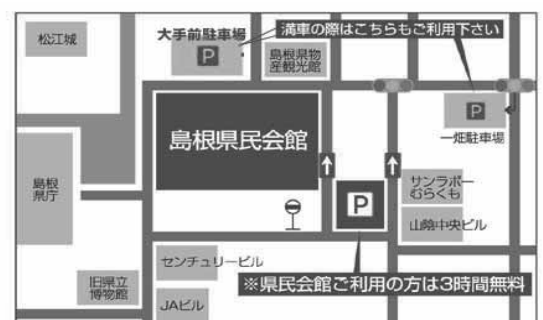 松江城
大手前駐車場
P
満車の際はこちらもご利用下さい
島根県物
産観光館
P
一畑駐車場
島根県民会館
島根
県庁
P
サンラポー
むらくも
山陰中央ビル
センチュリービル
※県民会館ご利用の方は3時間無料
旧県立
博物館
JAビル